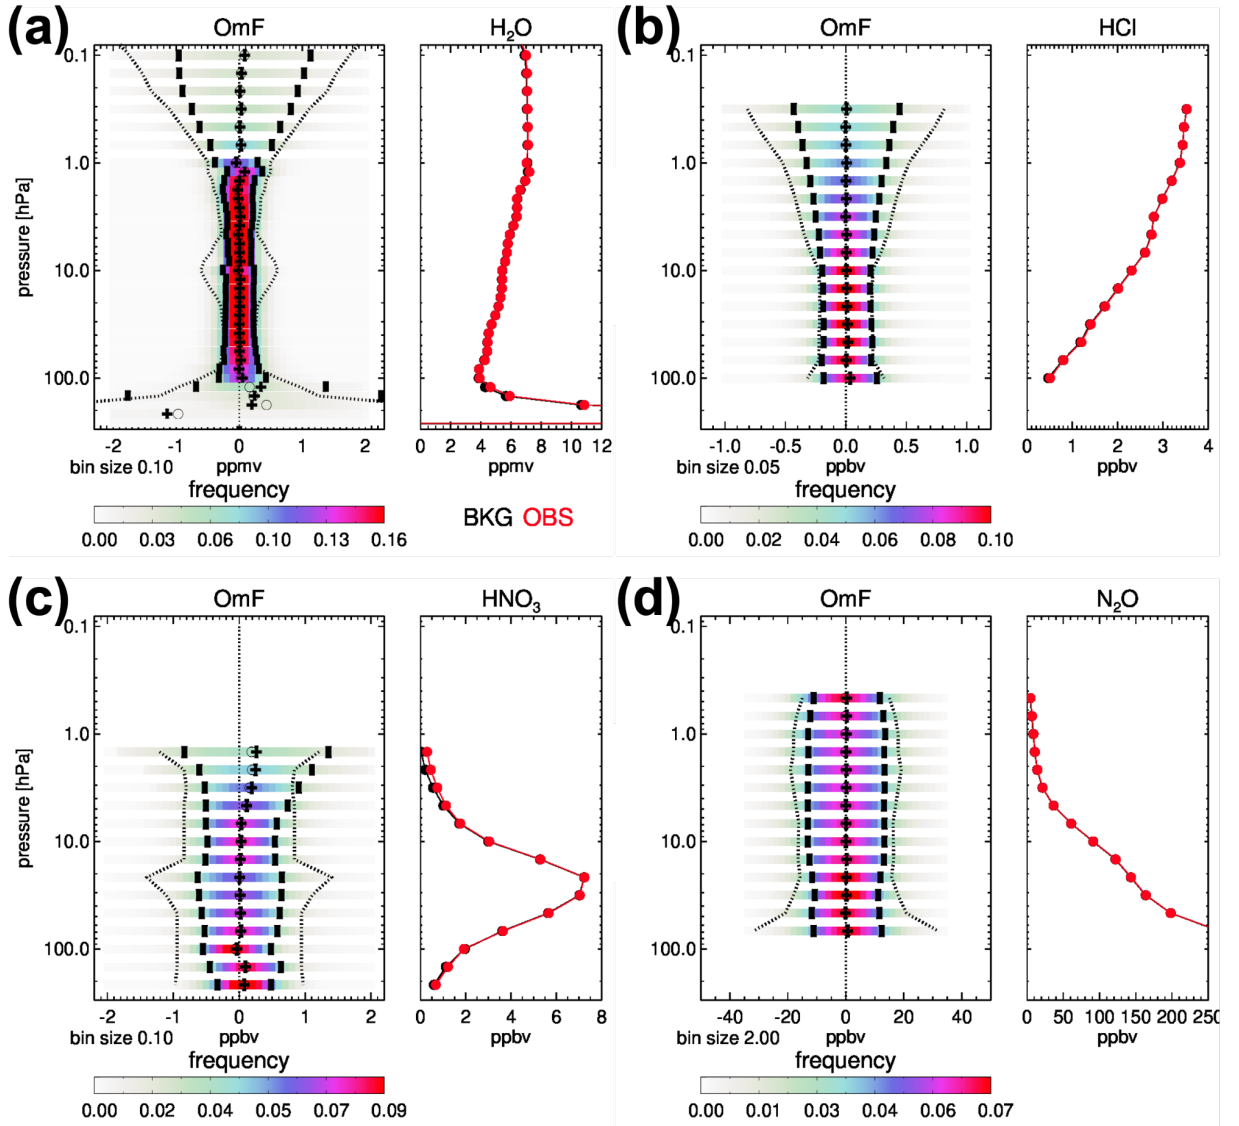 (a) OmF H₂O
0.1
1.0
10.0
100.0
pressure [hPa]
-2 -1 0 1 2
bin size 0.10 ppmv
0 2 4 6 8 10 12
ppmv
frequency
0.00 0.03 0.06 0.10 0.13 0.16
BKG OBS
(b) OmF HCl
0.1
1.0
10.0
100.0
-1.0 -0.5 0.0 0.5 1.0
bin size 0.05 ppbv
0 1 2 3 4
ppbv
frequency
0.00 0.02 0.04 0.06 0.08 0.10
(c) OmF HNO₃
0.1
1.0
10.0
100.0
pressure [hPa]
-2 -1 0 1 2
bin size 0.10 ppbv
0 2 4 6 8
ppbv
frequency
0.00 0.02 0.04 0.05 0.07 0.09
(d) OmF N₂O
0.1
1.0
10.0
100.0
-40 -20 0 20 40
bin size 2.00 ppbv
0 50 100 150 200 250
ppbv
frequency
0.00 0.01 0.03 0.04 0.06 0.07